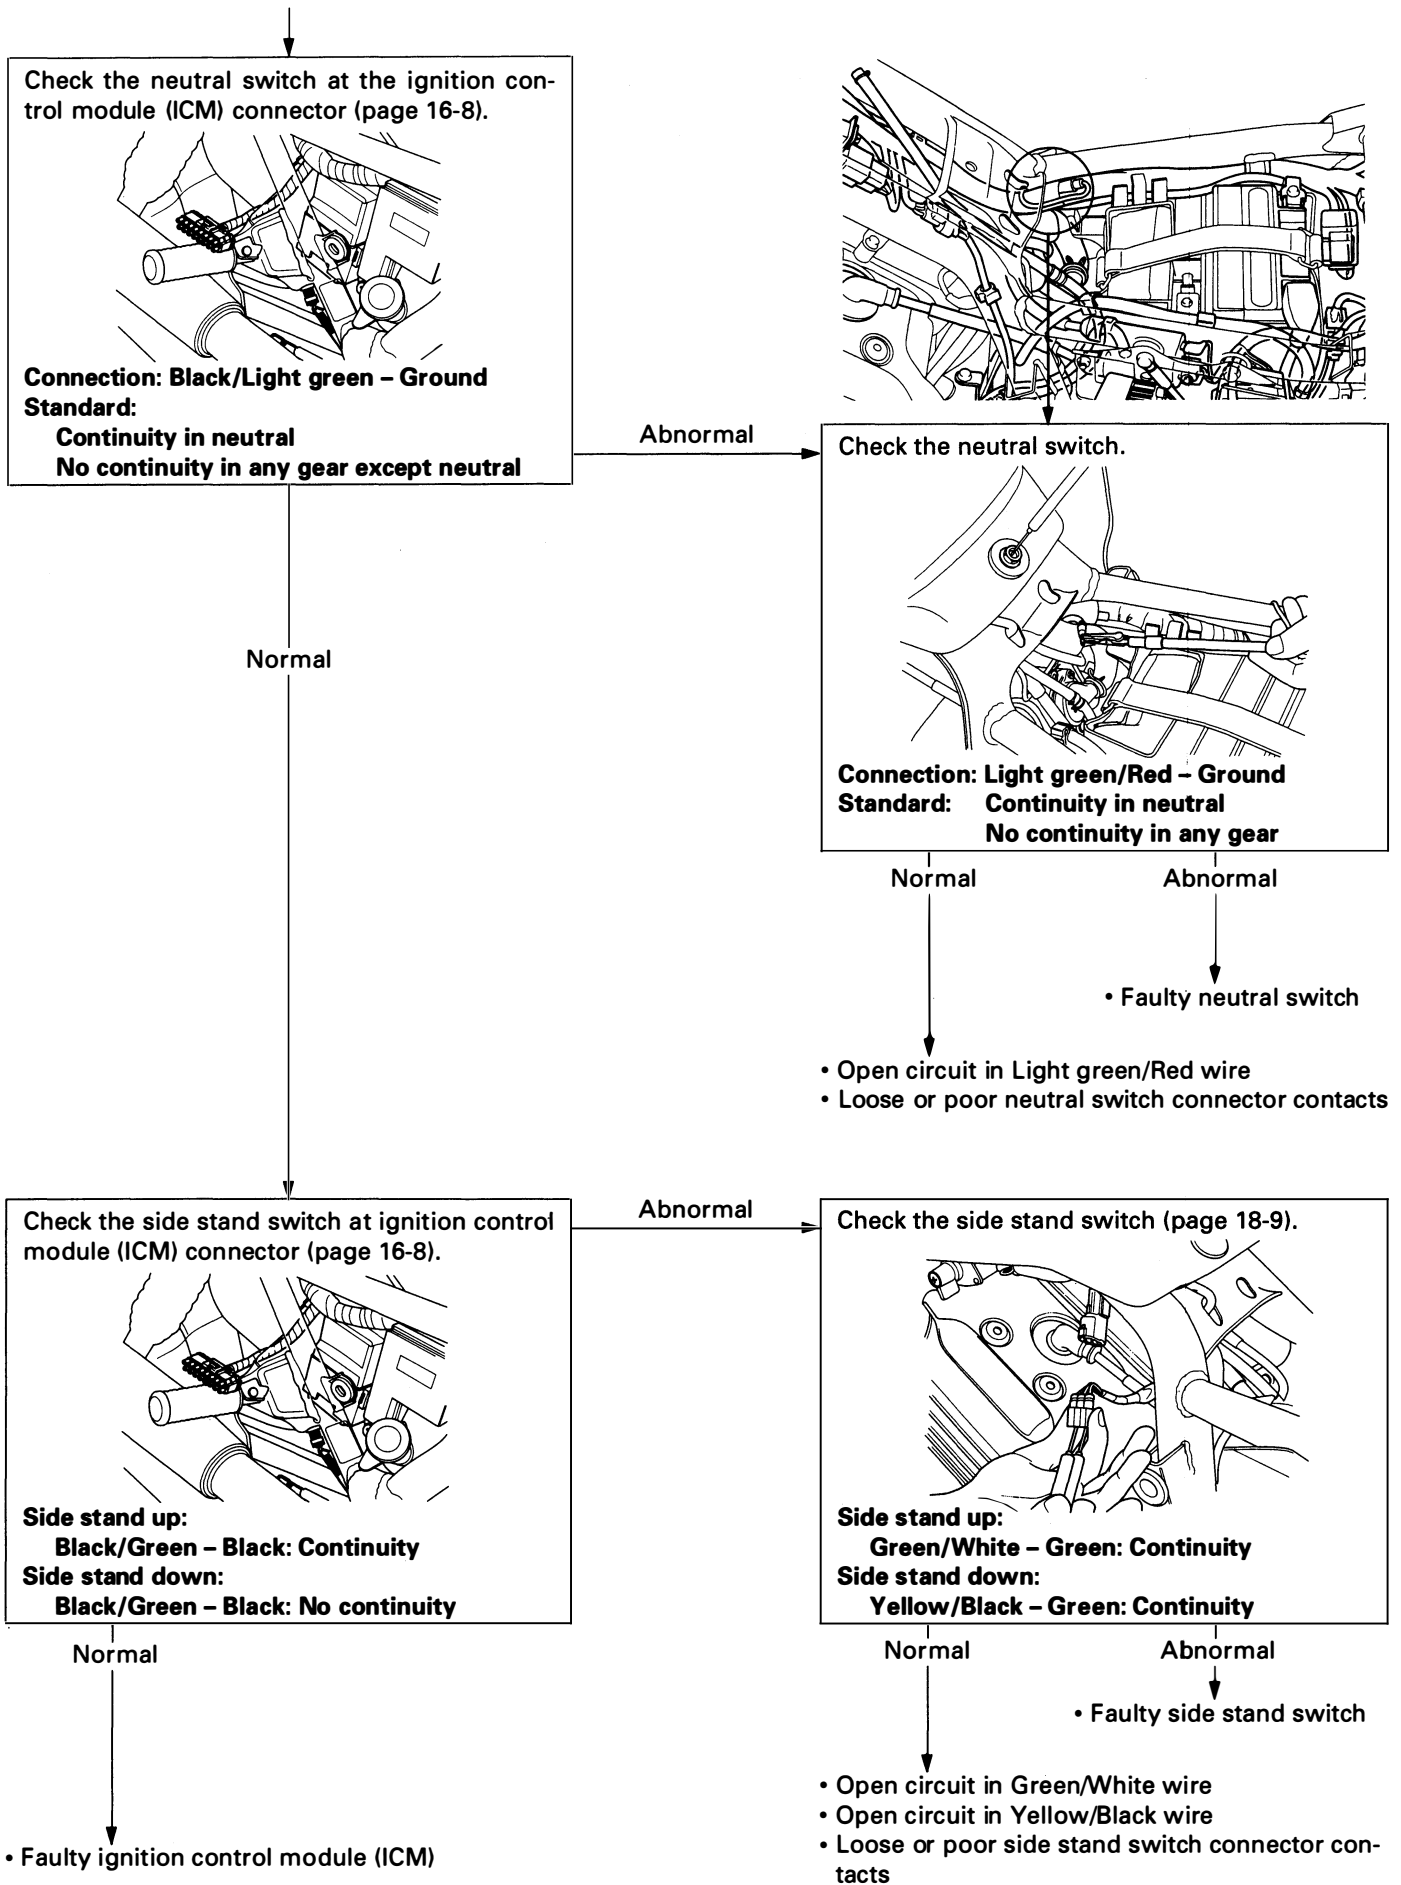 Check the neutral switch at the ignition con-
trol module (ICM) connector (page 16-8).
Connection: Black/Light green – Ground
Standard:
Continuity in neutral
No continuity in any gear except neutral
Abnormal
Check the neutral switch.
Connection: Light green/Red – Ground
Standard: Continuity in neutral
No continuity in any gear
Normal
Normal
Abnormal
• Faulty neutral switch
• Open circuit in Light green/Red wire
• Loose or poor neutral switch connector contacts
Check the side stand switch at ignition control
module (ICM) connector (page 16-8).
Side stand up:
Black/Green – Black: Continuity
Side stand down:
Black/Green – Black: No continuity
Abnormal
Check the side stand switch (page 18-9).
Side stand up:
Green/White – Green: Continuity
Side stand down:
Yellow/Black – Green: Continuity
Normal
Normal
Abnormal
• Faulty side stand switch
• Open circuit in Green/White wire
• Open circuit in Yellow/Black wire
• Loose or poor side stand switch connector con-
tacts
• Faulty ignition control module (ICM)